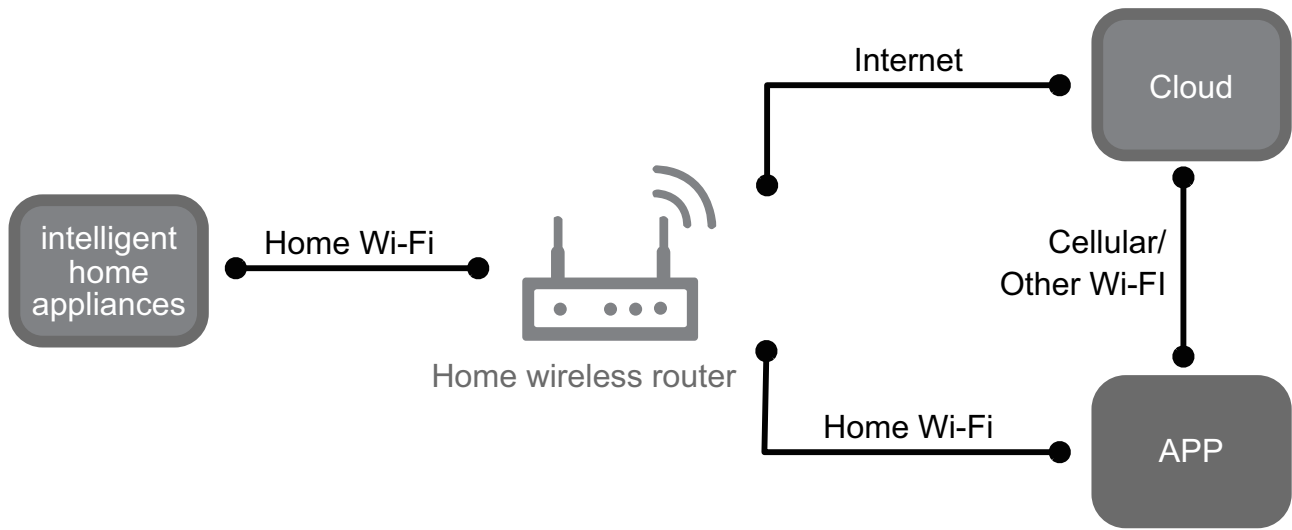 Internet
Cloud
intelligent
home
appliances
Home Wi-Fi
Cellular/
Other Wi-FI
Home wireless router
Home Wi-Fi
APP